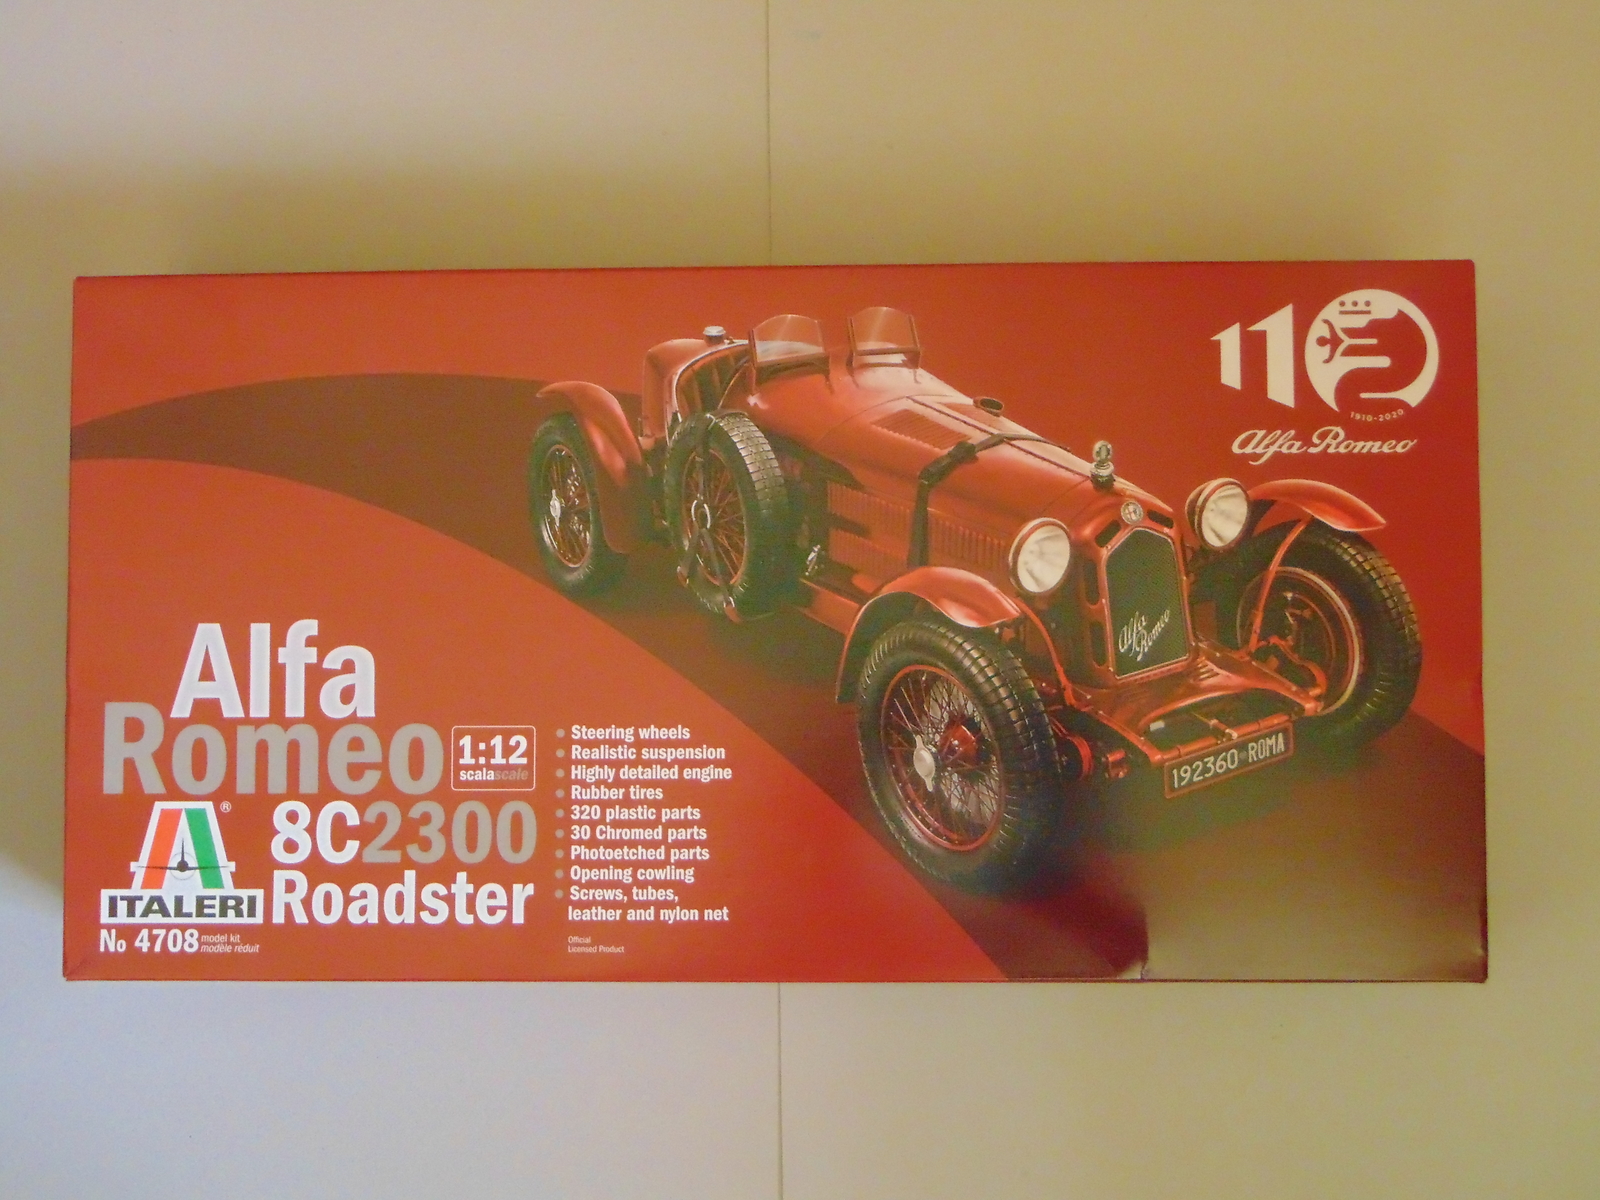 110
1910-2020
Alfa Romeo
Alfa
Romeo
192360 ROMA
Alfa
Romeo
1:12
scalascale
8C2300
Roadster
®
ITALERI
No 4708 model kit
modèle réduit
Steering wheels
Realistic suspension
Highly detailed engine
Rubber tires
320 plastic parts
30 Chromed parts
Photoetched parts
Opening cowling
Screws, tubes,
leather and nylon net
Official
Licensed Product